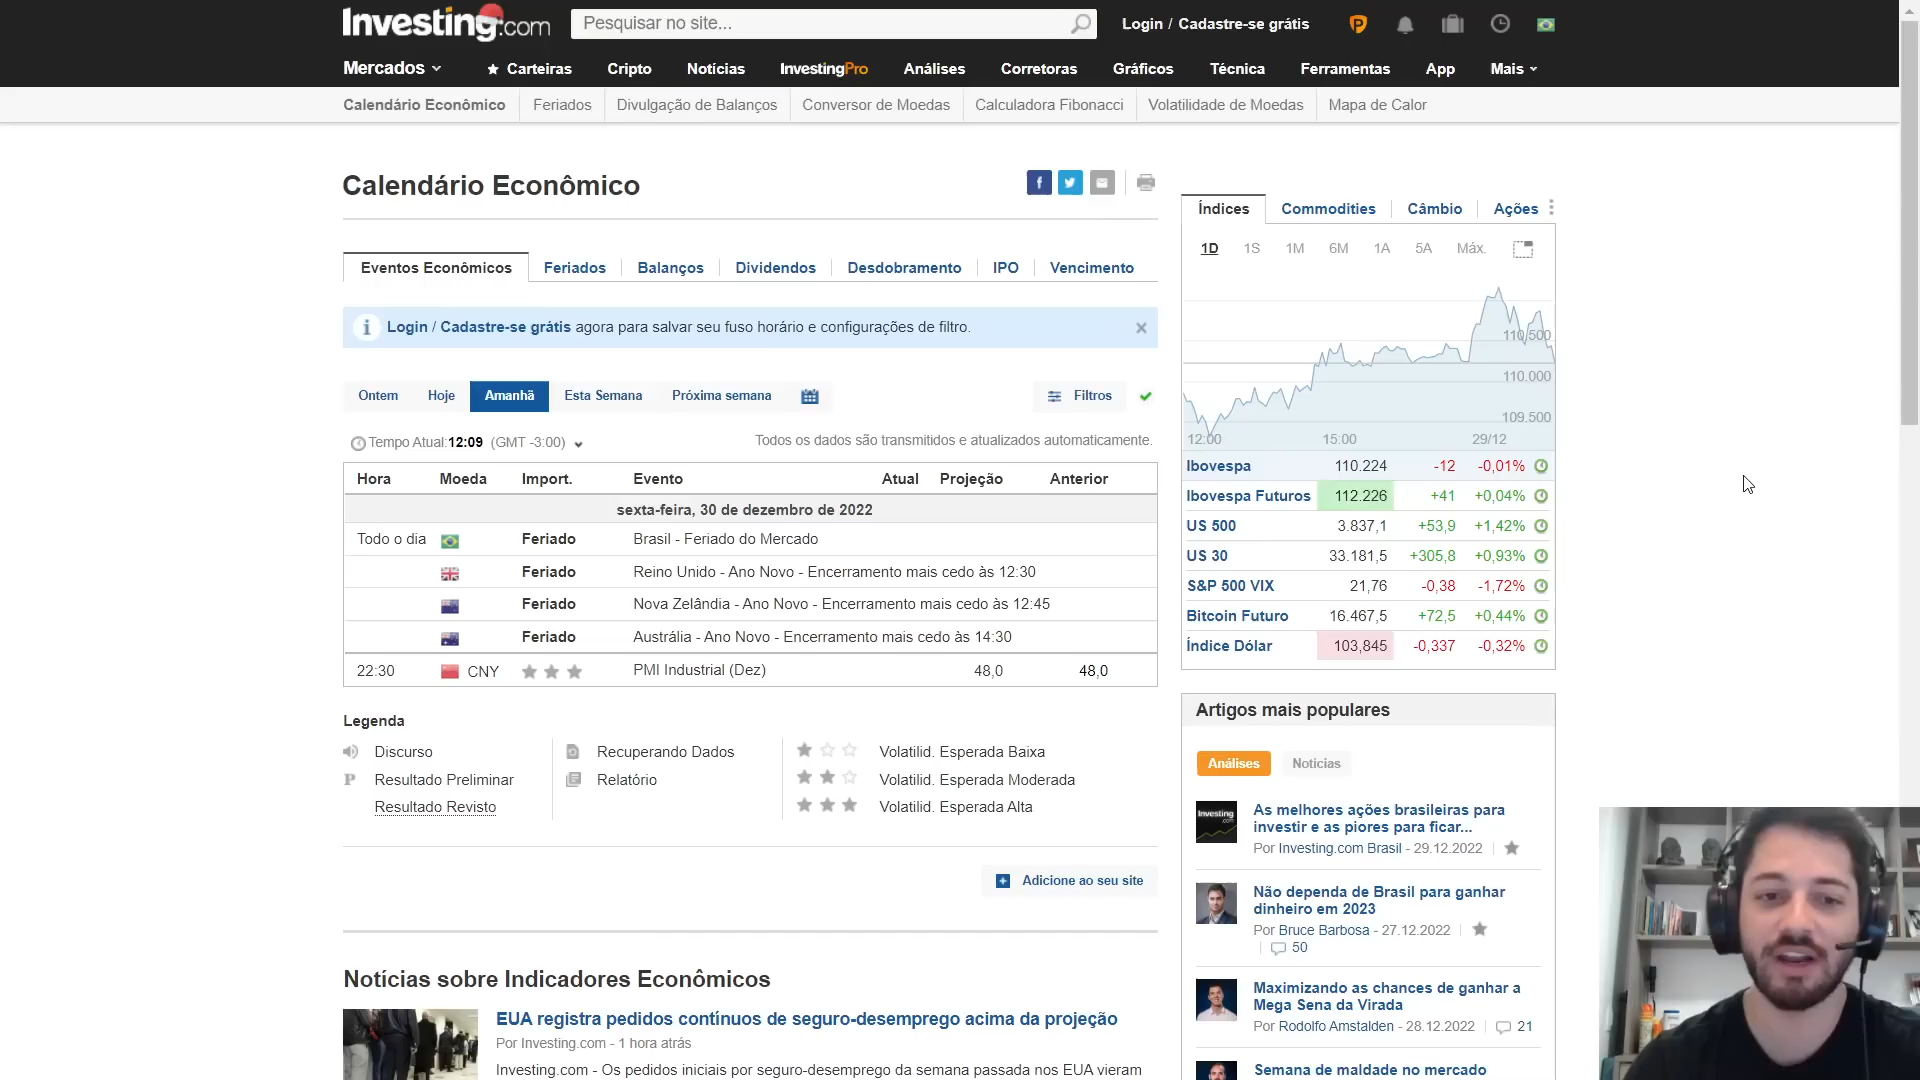 Investing.com
Pesquisar no site...
Login / Cadastre-se grátis
Mercados
Carteiras
Cripto
Notícias
InvestingPro
Análises
Corretoras
Gráficos
Técnica
Ferramentas
App
Mais
Calendário Econômico
Feriados
Divulgação de Balanços
Conversor de Moedas
Calculadora Fibonacci
Volatilidade de Moedas
Mapa de Calor
Calendário Econômico
Eventos Econômicos
Feriados
Balanços
Dividendos
Desdobramento
IPO
Vencimento
Login / Cadastre-se grátis agora para salvar seu fuso horário e configurações de filtro.
Ontem
Hoje
Amanhã
Esta Semana
Próxima semana
Filtros
Tempo Atual:12:09 (GMT -3:00)
Todos os dados são transmitidos e atualizados automaticamente.
Hora Moeda Import. Evento Atual Projeção Anterior
sexta-feira, 30 de dezembro de 2022
Todo o dia Feriado Brasil - Feriado do Mercado
Feriado Reino Unido - Ano Novo - Encerramento mais cedo às 12:30
Feriado Nova Zelândia - Ano Novo - Encerramento mais cedo às 12:45
Feriado Austrália - Ano Novo - Encerramento mais cedo às 14:30
22:30 CNY PMI Industrial (Dez) 48,0 48,0
Legenda
Discurso
P Resultado Preliminar
Resultado Revisto
Recuperando Dados
Relatório
Volatilid. Esperada Baixa
Volatilid. Esperada Moderada
Volatilid. Esperada Alta
Adicione ao seu site
Notícias sobre Indicadores Econômicos
EUA registra pedidos contínuos de seguro-desemprego acima da projeção
Por Investing.com - 1 hora atrás
Investing.com - Os pedidos iniciais por seguro-desemprego da semana passada nos EUA vieram
Índices
Commodities
Câmbio
Ações
1D 1S 1M 6M 1A 5A Máx.
110.500
110.000
109.500
12:00 15:00 29/12
Ibovespa 110.224 -12 -0,01%
Ibovespa Futuros 112.226 +41 +0,04%
US 500 3.837,1 +53,9 +1,42%
US 30 33.181,5 +305,8 +0,93%
S&P 500 VIX 21,76 -0,38 -1,72%
Bitcoin Futuro 16.467,5 +72,5 +0,44%
Índice Dólar 103,845 -0,337 -0,32%
Artigos mais populares
Análises
Notícias
Investing.com
As melhores ações brasileiras para
investir e as piores para ficar...
Por Investing.com Brasil - 29.12.2022
Não dependa de Brasil para ganhar
dinheiro em 2023
Por Bruce Barbosa - 27.12.2022
50
Maximizando as chances de ganhar a
Mega Sena da Virada
Por Rodolfo Amstalden - 28.12.2022
21
Semana de maldade no mercado